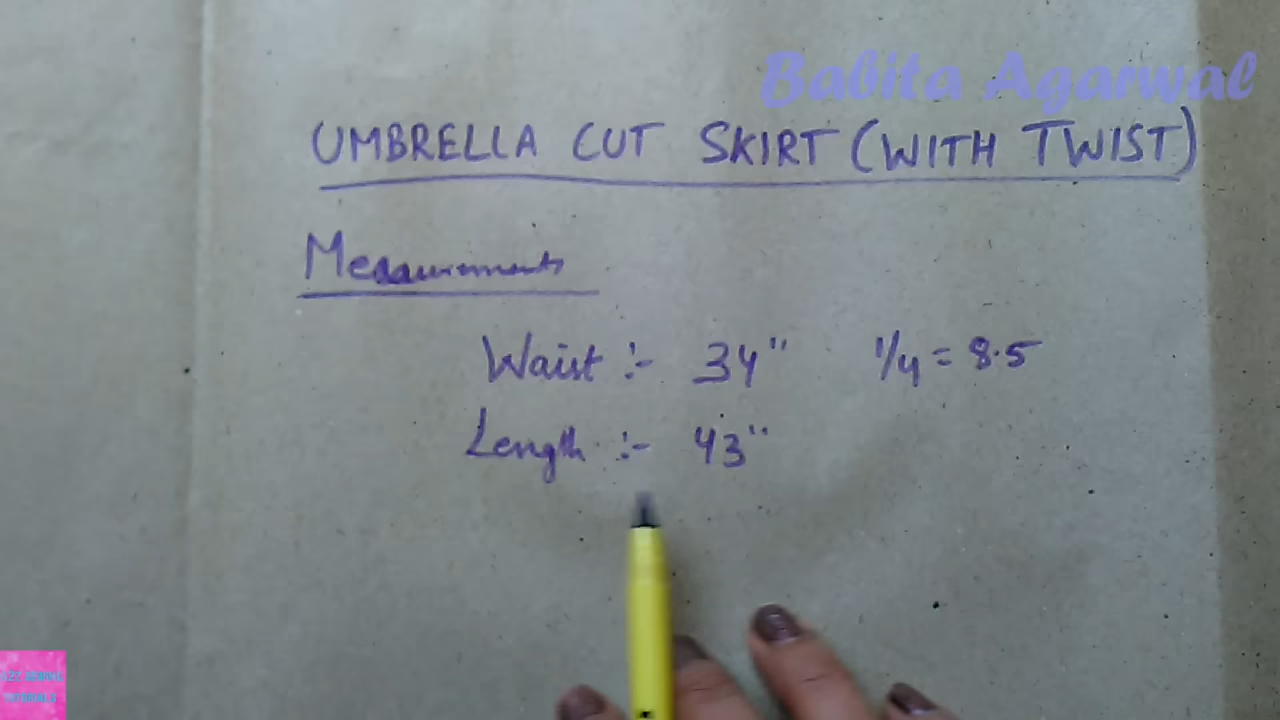 Babita Agarwal
UMBRELLA CUT SKIRT (WITH TWIST)
Measurements
Waist :- 34" 1/4 = 8.5
Length :- 43"